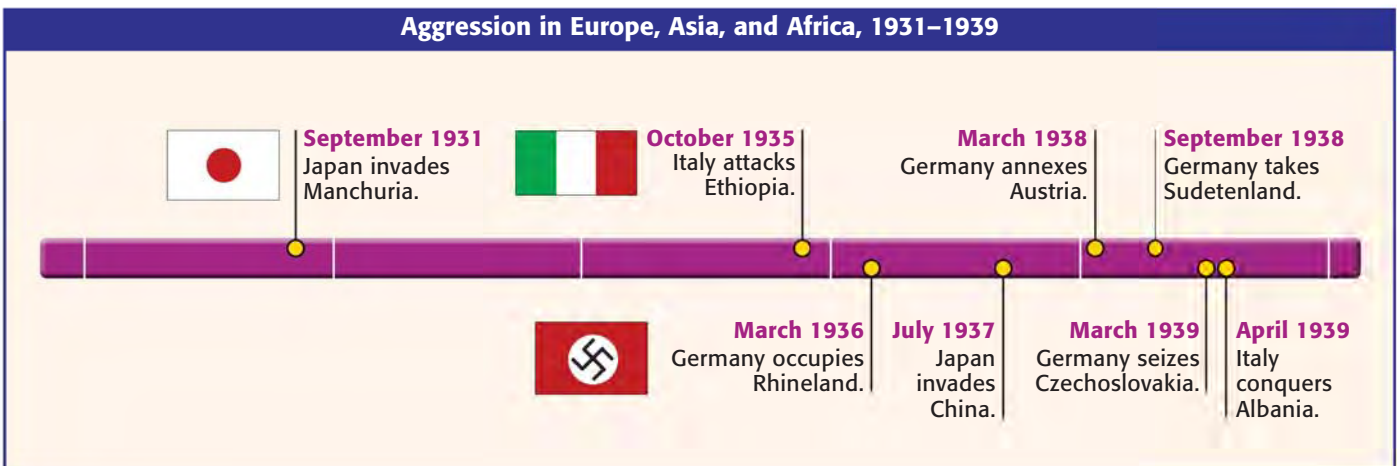 Aggression in Europe, Asia, and Africa, 1931–1939
September 1931
Japan invades
Manchuria.
October 1935
Italy attacks
Ethiopia.
March 1938
Germany annexes
Austria.
September 1938
Germany takes
Sudetenland.
March 1936
Germany occupies
Rhineland.
July 1937
Japan
invades
China.
March 1939
Germany seizes
Czechoslovakia.
April 1939
Italy
conquers
Albania.